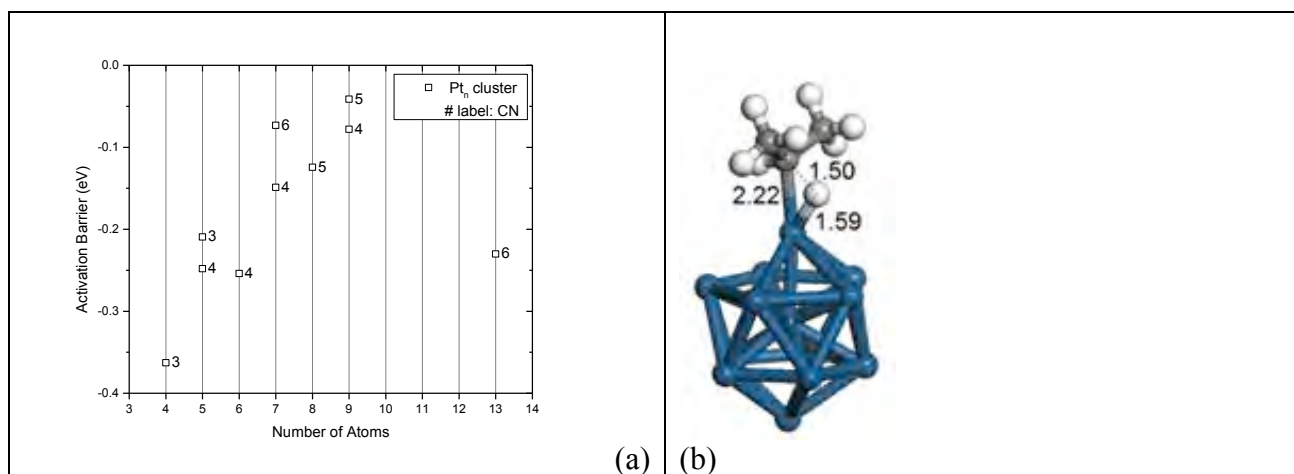 0.0
Pt_n cluster
# label: CN
5
4
-0.1
6
5
4
-0.2
3
6
4
4
-0.3
3
-0.4
3 4 5 6 7 8 9 10 11 12 13 14
Activation Barrier (eV)
Number of Atoms
(a)
1.50
2.22
1.59
(b)